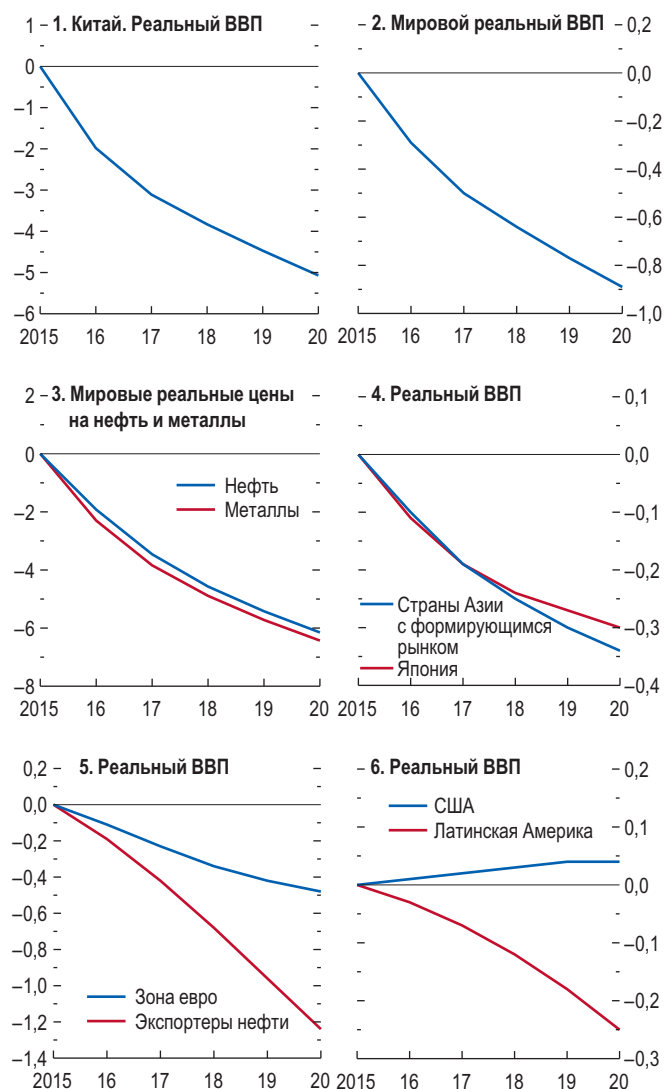 1. Китай. Реальный ВВП
1
0
–1
–2
–3
–4
–5
–6
2015 16 17 18 19 20
2. Мировой реальный ВВП
0,2
0,0
–0,2
–0,4
–0,6
–0,8
–1,0
2015 16 17 18 19 20
3. Мировые реальные цены
на нефть и металлы
2
0
–2
–4
–6
–8
Нефть
Металлы
2015 16 17 18 19 20
4. Реальный ВВП
0,1
0,0
–0,1
–0,2
–0,3
–0,4
Страны Азии
с формирующимся
рынком
Япония
2015 16 17 18 19 20
5. Реальный ВВП
0,2
0,0
–0,2
–0,4
–0,6
–0,8
–1,0
–1,2
–1,4
Зона евро
Экспортеры нефти
2015 16 17 18 19 20
6. Реальный ВВП
0,2
0,1
0,0
–0,1
–0,2
–0,3
США
Латинская Америка
2015 16 17 18 19 20